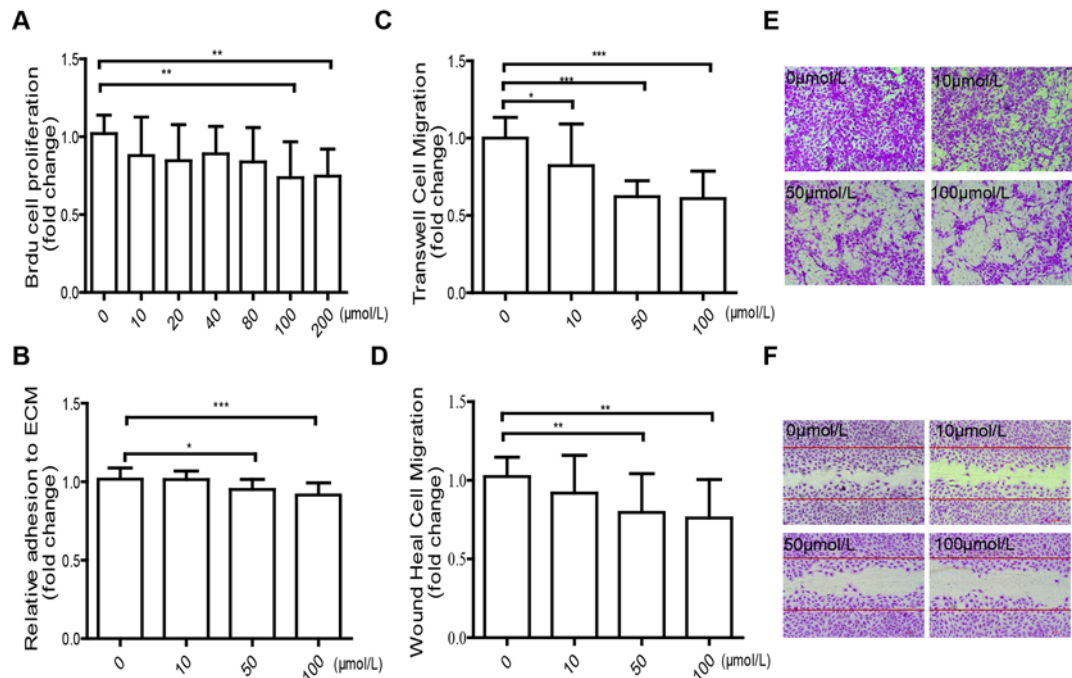 A
**
**
1.5
1.0
0.5
0.0
Brdu cell proliferation
(fold change)
0
10
20
40
80
100
200
(μmol/L)
B
***
*
1.5
1.0
0.5
0.0
Relative adhesion to ECM
(fold change)
0
10
50
100
(μmol/L)
C
***
***
*
1.5
1.0
0.5
0.0
Transwell Cell Migration
(fold change)
0
10
50
100
(μmol/L)
D
**
**
1.5
1.0
0.5
0.0
Wound Heal Cell Migration
(fold change)
0
10
50
100
(μmol/L)
E
0μmol/L
10μmol/L
50μmol/L
100μmol/L
F
0μmol/L
10μmol/L
50μmol/L
100μmol/L